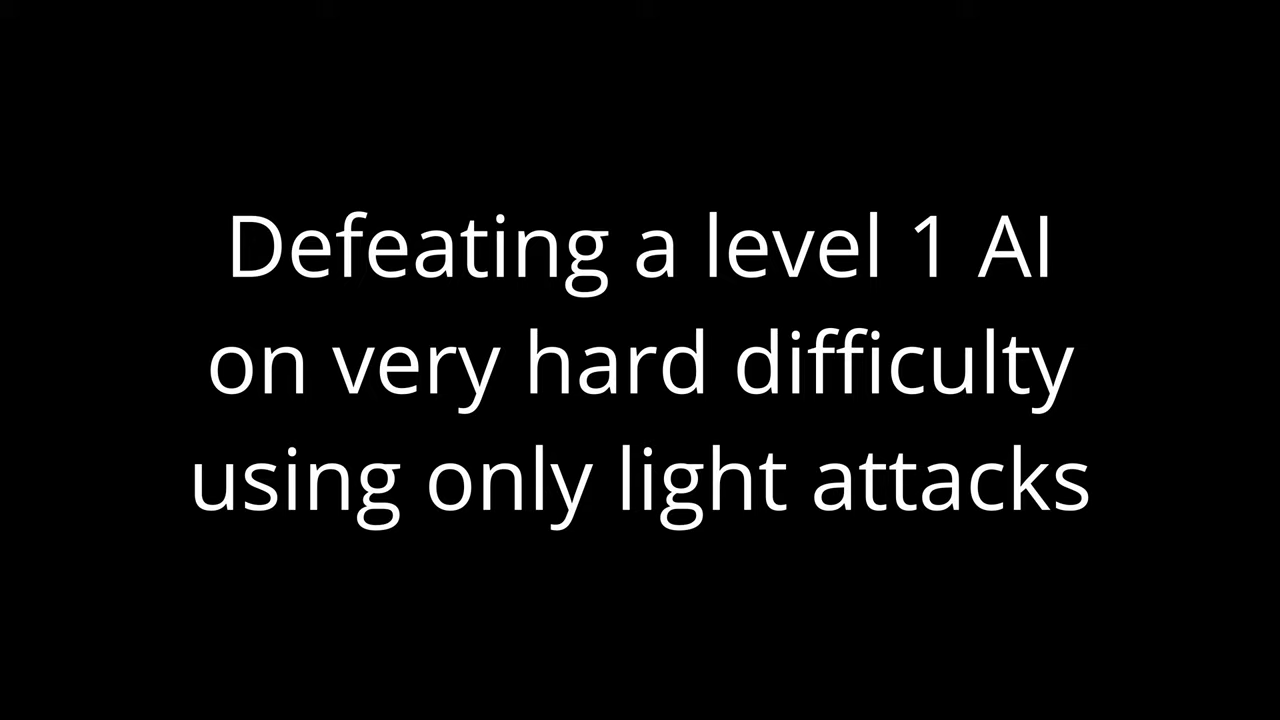 Defeating a level 1 AI
on very hard difficulty
using only light attacks